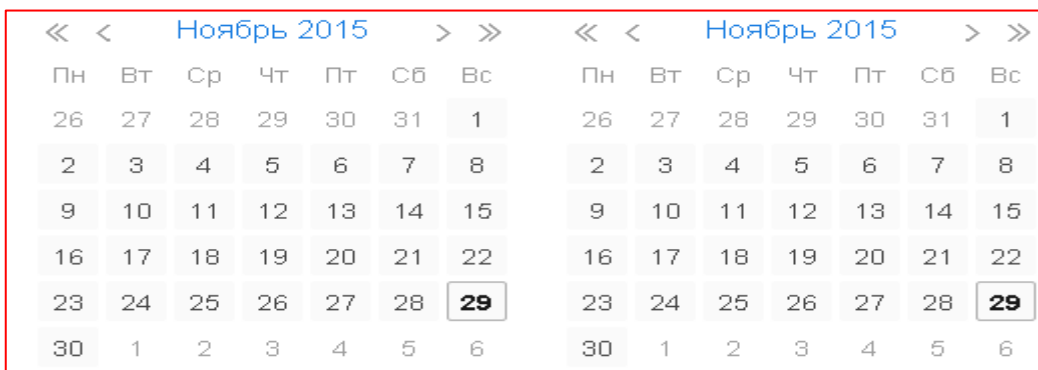 « < Ноябрь 2015 > » « < Ноябрь 2015 > »
Пн Вт Ср Чт Пт Сб Вс Пн Вт Ср Чт Пт Сб Вс
26 27 28 29 30 31 1 26 27 28 29 30 31 1
2 3 4 5 6 7 8 2 3 4 5 6 7 8
9 10 11 12 13 14 15 9 10 11 12 13 14 15
16 17 18 19 20 21 22 16 17 18 19 20 21 22
23 24 25 26 27 28 29 23 24 25 26 27 28 29
30 1 2 3 4 5 6 30 1 2 3 4 5 6